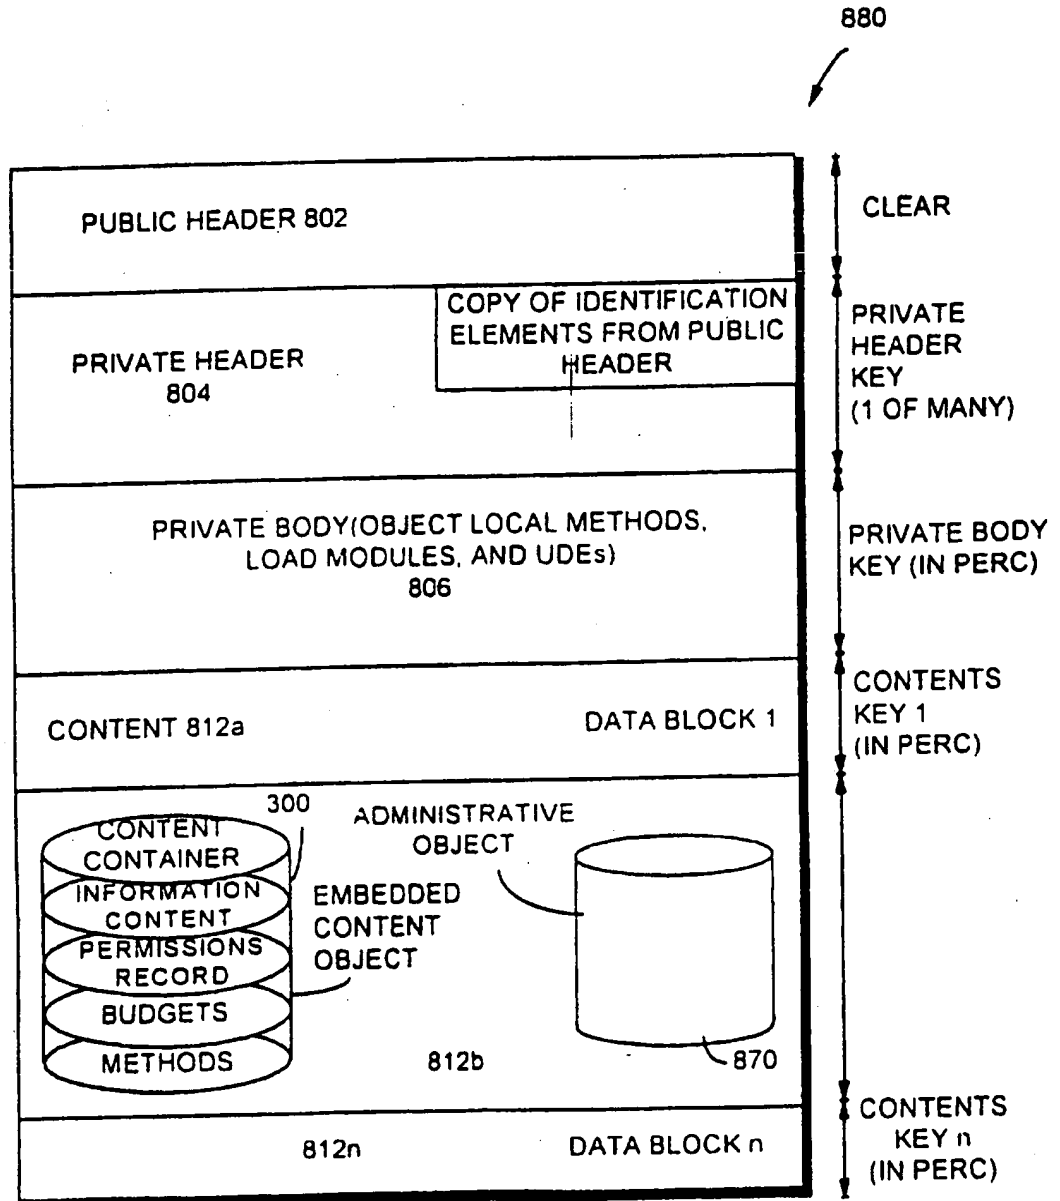 880
PUBLIC HEADER 802
CLEAR
COPY OF IDENTIFICATION
ELEMENTS FROM PUBLIC
HEADER
PRIVATE HEADER
804
PRIVATE
HEADER
KEY
(1 OF MANY)
PRIVATE BODY(OBJECT LOCAL METHODS,
LOAD MODULES, AND UDEs)
806
PRIVATE BODY
KEY (IN PERC)
CONTENT 812a
DATA BLOCK 1
CONTENTS
KEY 1
(IN PERC)
CONTENT
CONTAINER
INFORMATION
CONTENT
PERMISSIONS
RECORD
BUDGETS
METHODS
300
EMBEDDED
CONTENT
OBJECT
ADMINISTRATIVE
OBJECT
812b
870
812n
DATA BLOCK n
CONTENTS
KEY n
(IN PERC)